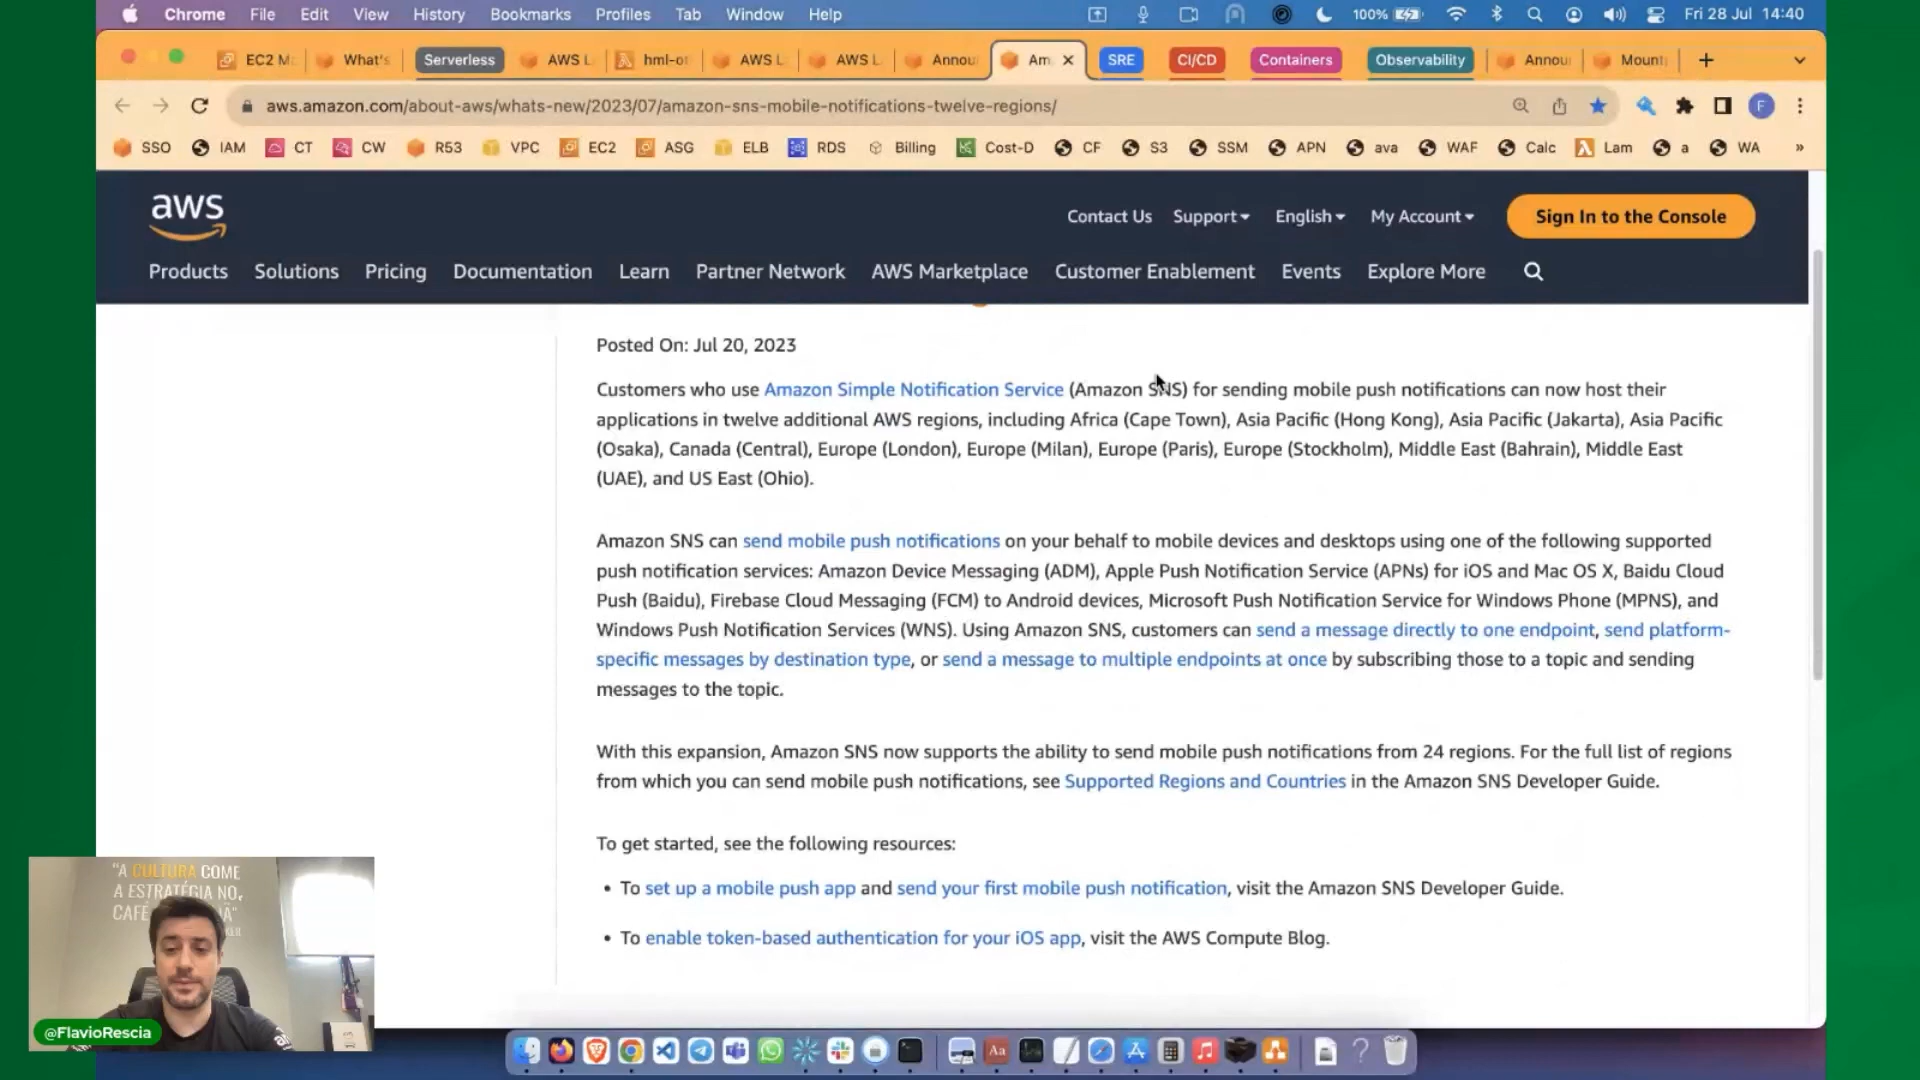 Chrome File Edit View History Bookmarks Profiles Tab Window Help 100% Fri 28 Jul 14:40
EC2 M What's Serverless AWS L hml-o AWS L AWS L Annou Am SRE CI/CD Containers Observability Annou Mount
aws.amazon.com/about-aws/whats-new/2023/07/amazon-sns-mobile-notifications-twelve-regions/ F
SSO IAM CT CW R53 VPC EC2 ASG ELB RDS Billing Cost-D CF S3 SSM APN ava WAF Calc Lam a WA »
aws
Contact Us Support English My Account Sign In to the Console
Products Solutions Pricing Documentation Learn Partner Network AWS Marketplace Customer Enablement Events Explore More
Posted On: Jul 20, 2023
Customers who use Amazon Simple Notification Service (Amazon SNS) for sending mobile push notifications can now host their
applications in twelve additional AWS regions, including Africa (Cape Town), Asia Pacific (Hong Kong), Asia Pacific (Jakarta), Asia Pacific
(Osaka), Canada (Central), Europe (London), Europe (Milan), Europe (Paris), Europe (Stockholm), Middle East (Bahrain), Middle East
(UAE), and US East (Ohio).
Amazon SNS can send mobile push notifications on your behalf to mobile devices and desktops using one of the following supported
push notification services: Amazon Device Messaging (ADM), Apple Push Notification Service (APNs) for iOS and Mac OS X, Baidu Cloud
Push (Baidu), Firebase Cloud Messaging (FCM) to Android devices, Microsoft Push Notification Service for Windows Phone (MPNS), and
Windows Push Notification Services (WNS). Using Amazon SNS, customers can send a message directly to one endpoint, send platform-
specific messages by destination type, or send a message to multiple endpoints at once by subscribing those to a topic and sending
messages to the topic.
With this expansion, Amazon SNS now supports the ability to send mobile push notifications from 24 regions. For the full list of regions
from which you can send mobile push notifications, see Supported Regions and Countries in the Amazon SNS Developer Guide.
To get started, see the following resources:
• To set up a mobile push app and send your first mobile push notification, visit the Amazon SNS Developer Guide.
• To enable token-based authentication for your iOS app, visit the AWS Compute Blog.
"A CULTURA COME
A ESTRATÉGIA NO,
CAFÉ
@FlavioRescia
Aa